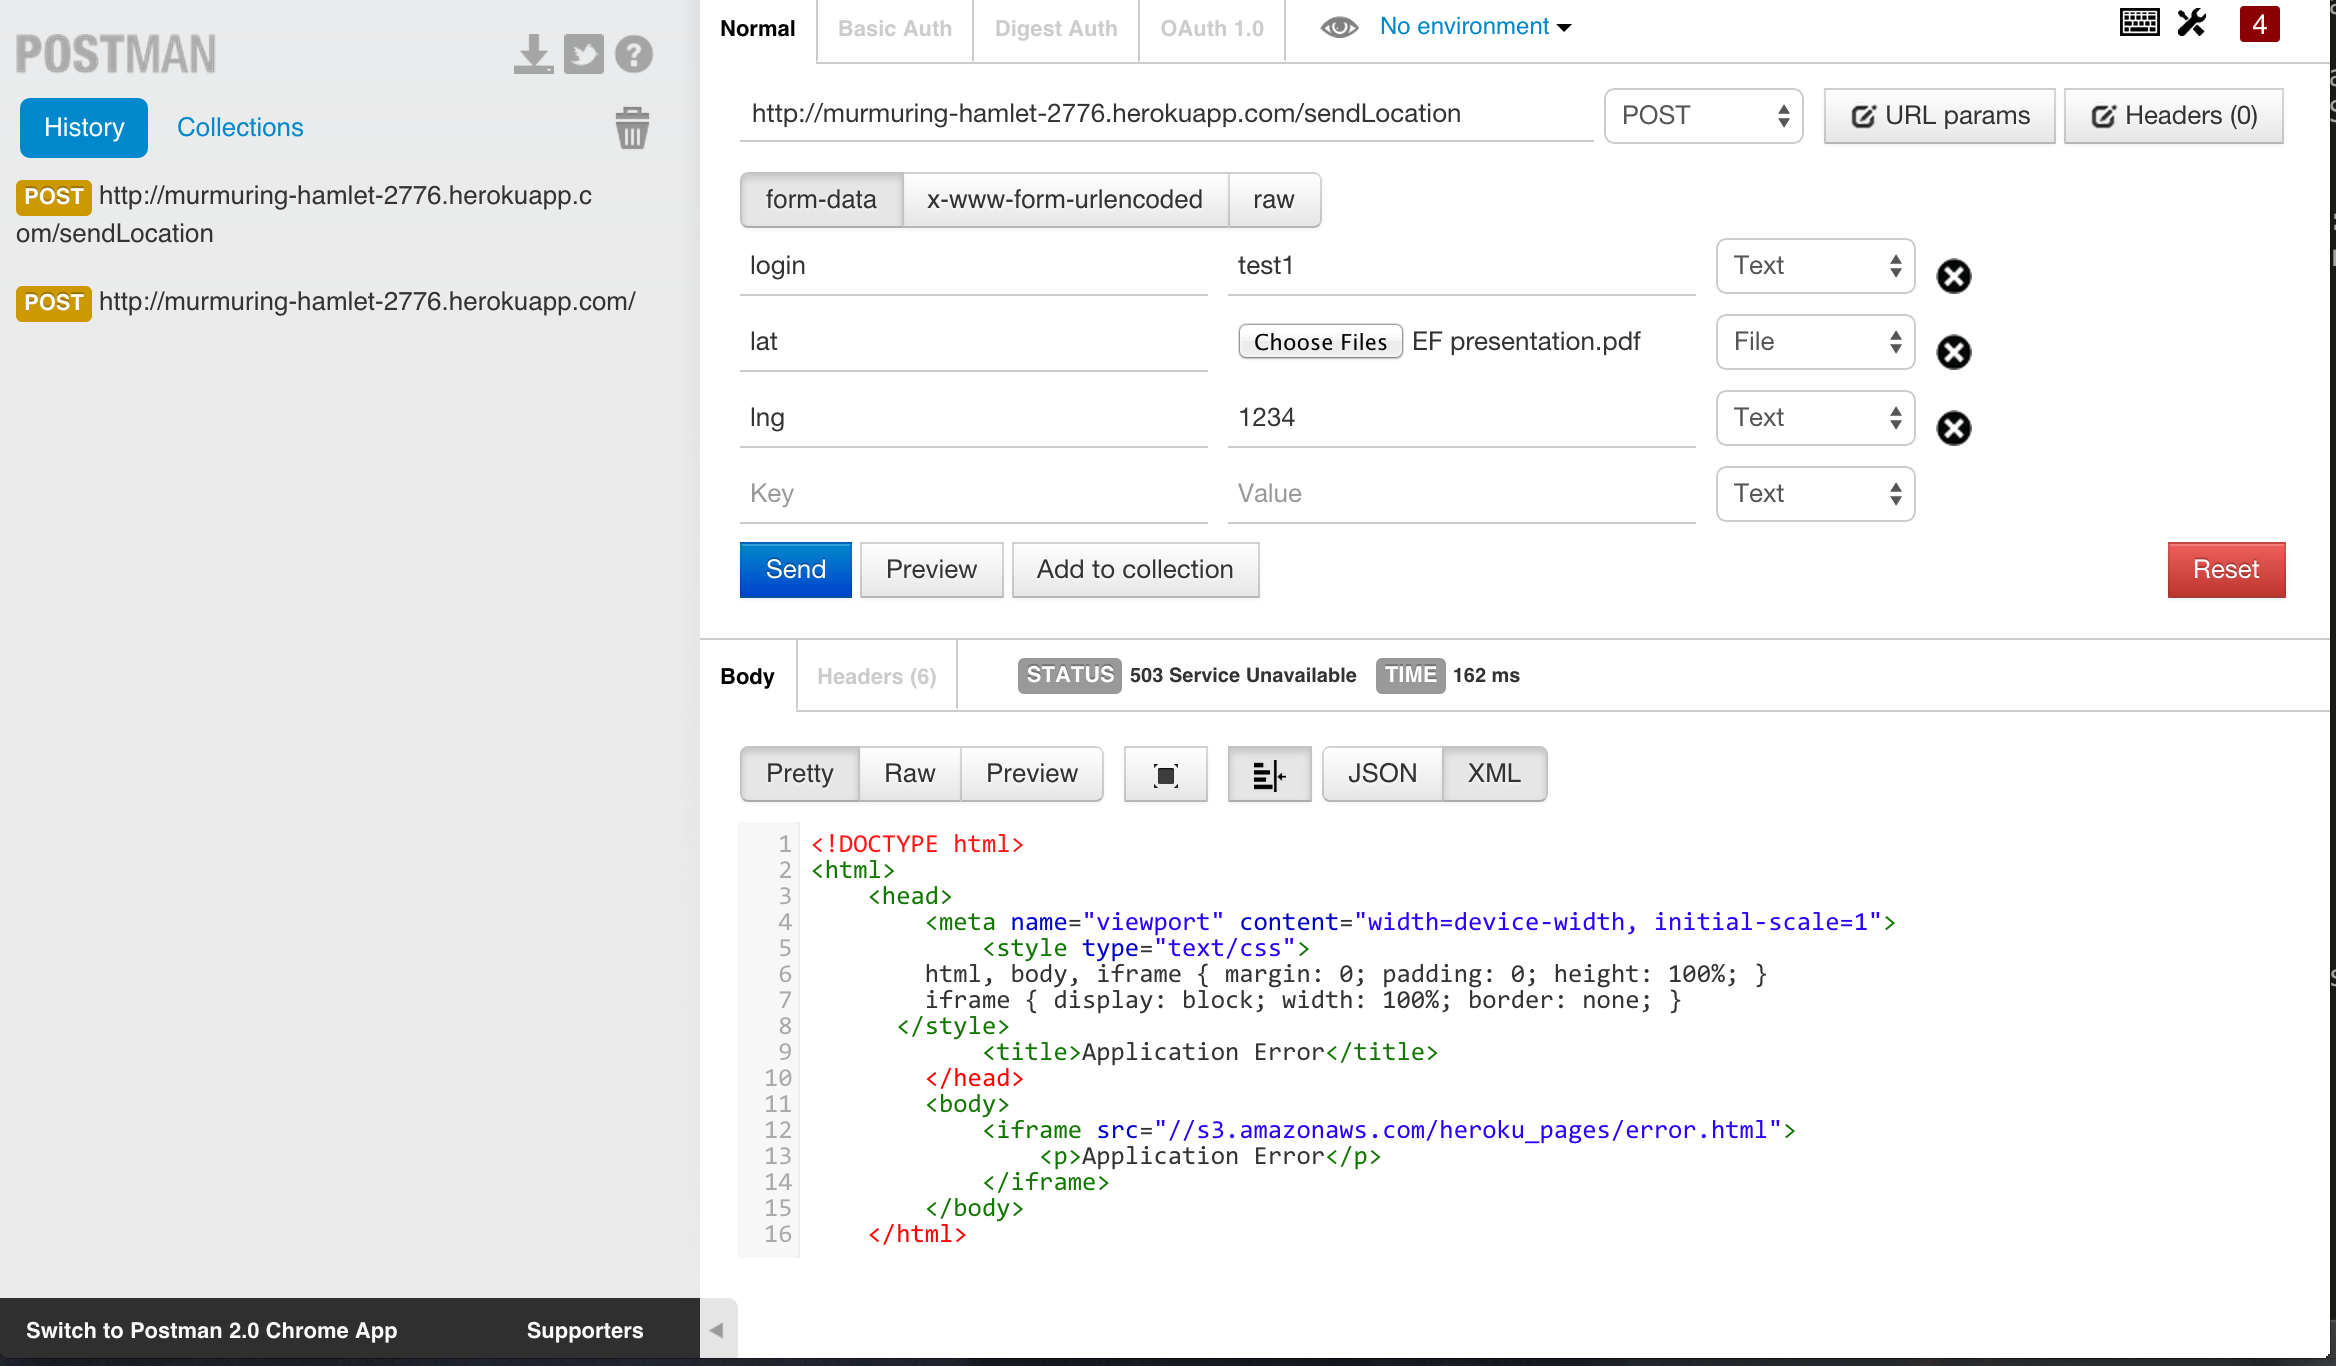 POSTMAN
History Collections
POST http://murmuring-hamlet-2776.herokuapp.c
om/sendLocation
POST http://murmuring-hamlet-2776.herokuapp.com/
Switch to Postman 2.0 Chrome App Supporters
Normal Basic Auth Digest Auth OAuth 1.0 No environment 4
http://murmuring-hamlet-2776.herokuapp.com/sendLocation POST URL params Headers (0)
form-data x-www-form-urlencoded raw
login test1 Text
lat Choose Files EF presentation.pdf File
lng 1234 Text
Key Value Text
Send Preview Add to collection Reset
Body Headers (6) STATUS 503 Service Unavailable TIME 162 ms
Pretty Raw Preview JSON XML
1 <!DOCTYPE html>
2 <html>
3 <head>
4 <meta name="viewport" content="width=device-width, initial-scale=1">
5 <style type="text/css">
6 html, body, iframe { margin: 0; padding: 0; height: 100%; }
7 iframe { display: block; width: 100%; border: none; }
8 </style>
9 <title>Application Error</title>
10 </head>
11 <body>
12 <iframe src="//s3.amazonaws.com/heroku_pages/error.html">
13 <p>Application Error</p>
14 </iframe>
15 </body>
16 </html>